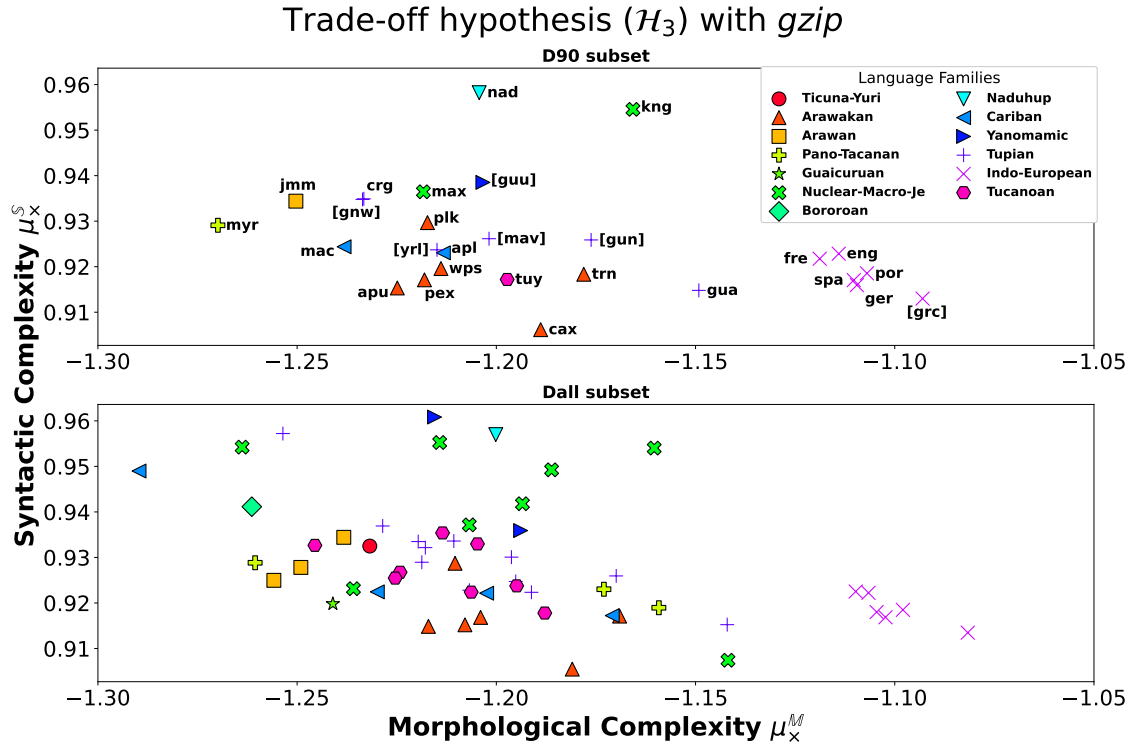 Trade-off hypothesis (ℋ₃) with gzip
D90 subset
Language Families
Ticuna-Yuri
Arawakan
Arawan
Pano-Tacanan
Guaicuruan
Nuclear-Macro-Je
Bororoan
Naduhup
Cariban
Yanomamic
Tupian
Indo-European
Tucanoan
0.96
0.95
0.94
0.93
0.92
0.91
nad
kng
jmm
crg
[gnw]
max
[guu]
myr
plk
mac
[yrl]
apl
[mav]
[gun]
wps
apu
pex
tuy
trn
cax
gua
fre
eng
spa
por
ger
[grc]
−1.30 −1.25 −1.20 −1.15 −1.10 −1.05
Dall subset
0.96
0.95
0.94
0.93
0.92
0.91
−1.30 −1.25 −1.20 −1.15 −1.10 −1.05
Syntactic Complexity μ×𝕊
Morphological Complexity μ×𝕄